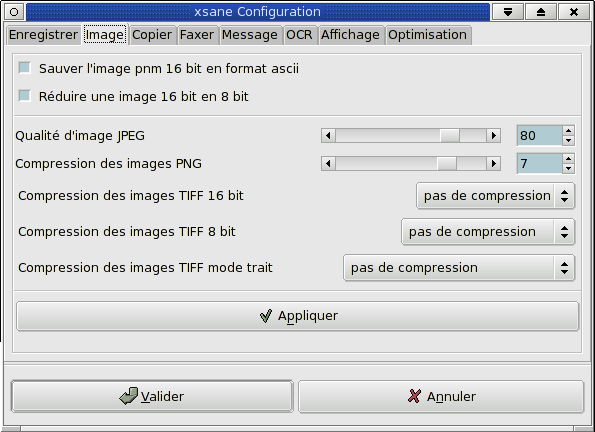 xsane Configuration
Enregistrer Image Copier Faxer Message OCR Affichage Optimisation
Sauver l'image pnm 16 bit en format ascii
Réduire une image 16 bit en 8 bit
Qualité d'image JPEG 80
Compression des images PNG 7
Compression des images TIFF 16 bit pas de compression
Compression des images TIFF 8 bit pas de compression
Compression des images TIFF mode trait pas de compression
Appliquer
Valider Annuler